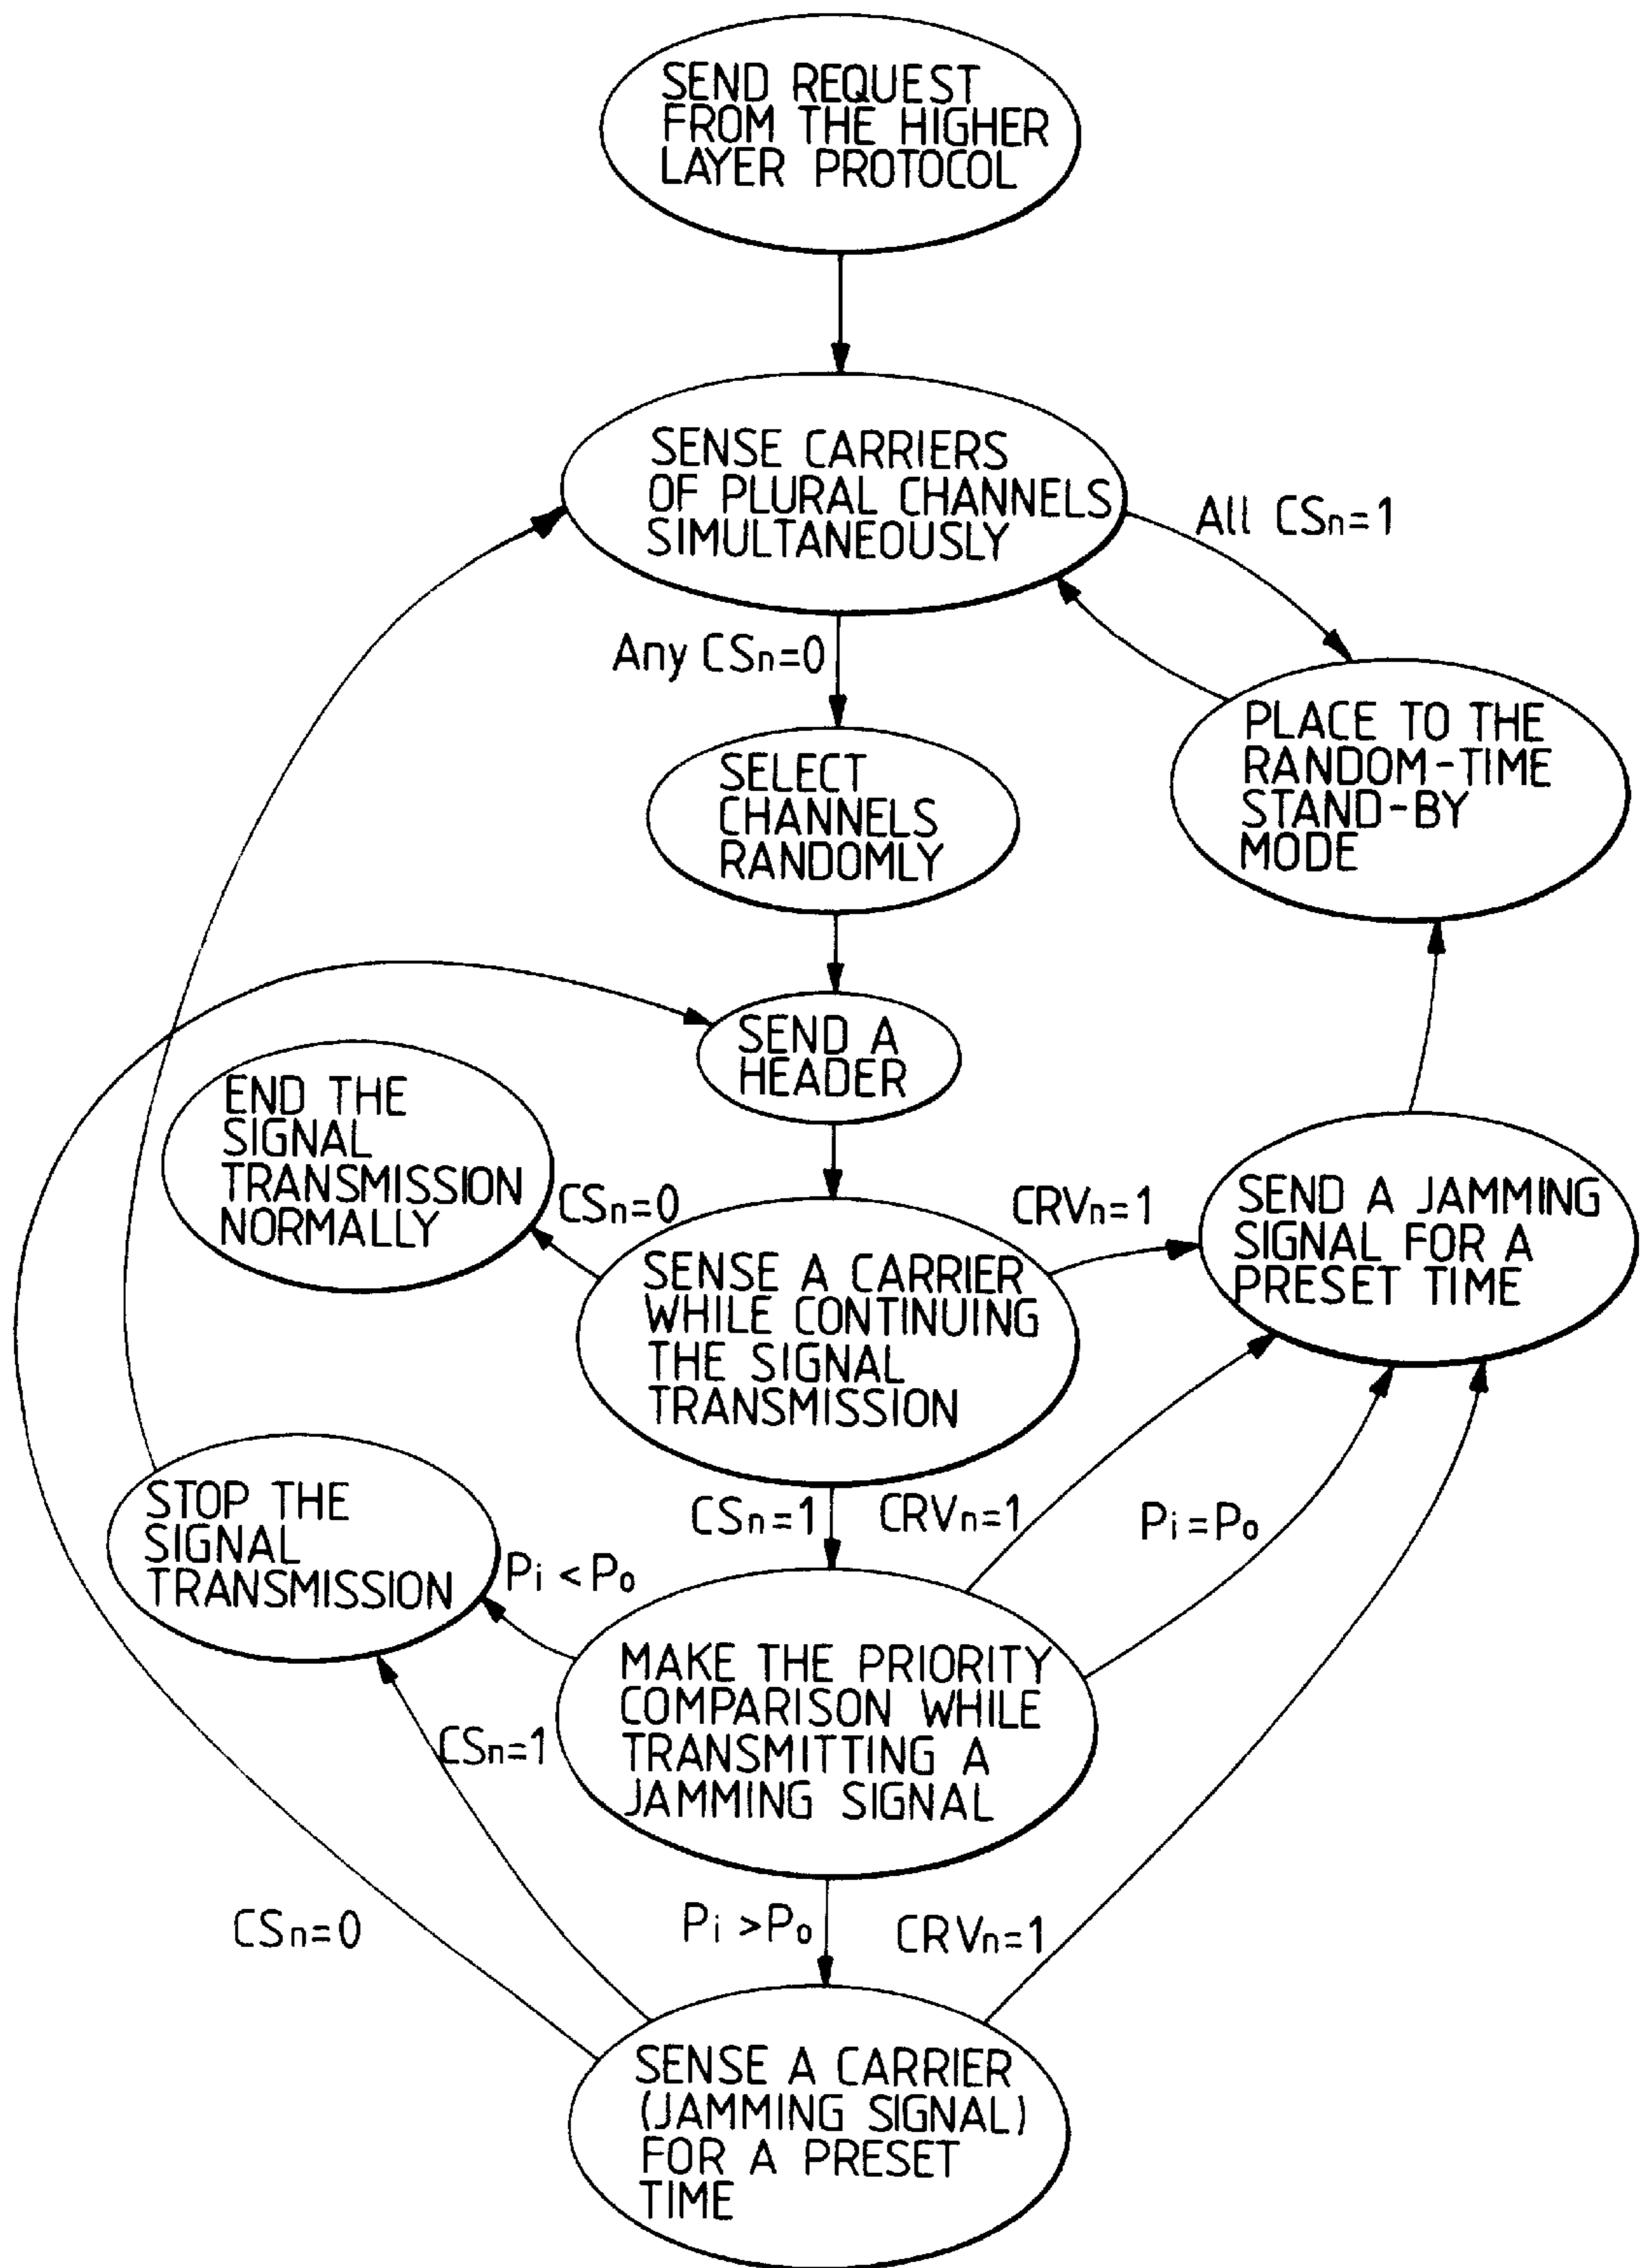 SEND REQUEST
FROM THE HIGHER
LAYER PROTOCOL
SENSE CARRIERS
OF PLURAL CHANNELS
SIMULTANEOUSLY
All CSn=1
Any CSn=0
PLACE TO THE
RANDOM-TIME
STAND-BY
MODE
SELECT
CHANNELS
RANDOMLY
SEND A
HEADER
END THE
SIGNAL
TRANSMISSION
NORMALLY
CSn=0
CRVn=1
SEND A JAMMING
SIGNAL FOR A
PRESET TIME
SENSE A CARRIER
WHILE CONTINUING
THE SIGNAL
TRANSMISSION
CSn=1
CRVn=1
Pi=Po
STOP THE
SIGNAL
TRANSMISSION
Pi<Po
MAKE THE PRIORITY
COMPARISON WHILE
TRANSMITTING A
JAMMING SIGNAL
CSn=1
CSn=0
Pi>Po
CRVn=1
SENSE A CARRIER
(JAMMING SIGNAL)
FOR A PRESET
TIME